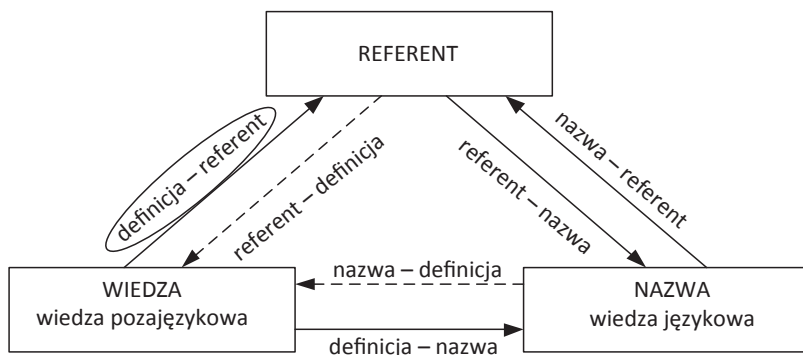 REFERENT
definicja – referent
referent – definicja
referent – nazwa
nazwa – referent
WIEDZA
wiedza pozajęzykowa
nazwa – definicja
definicja – nazwa
NAZWA
wiedza językowa